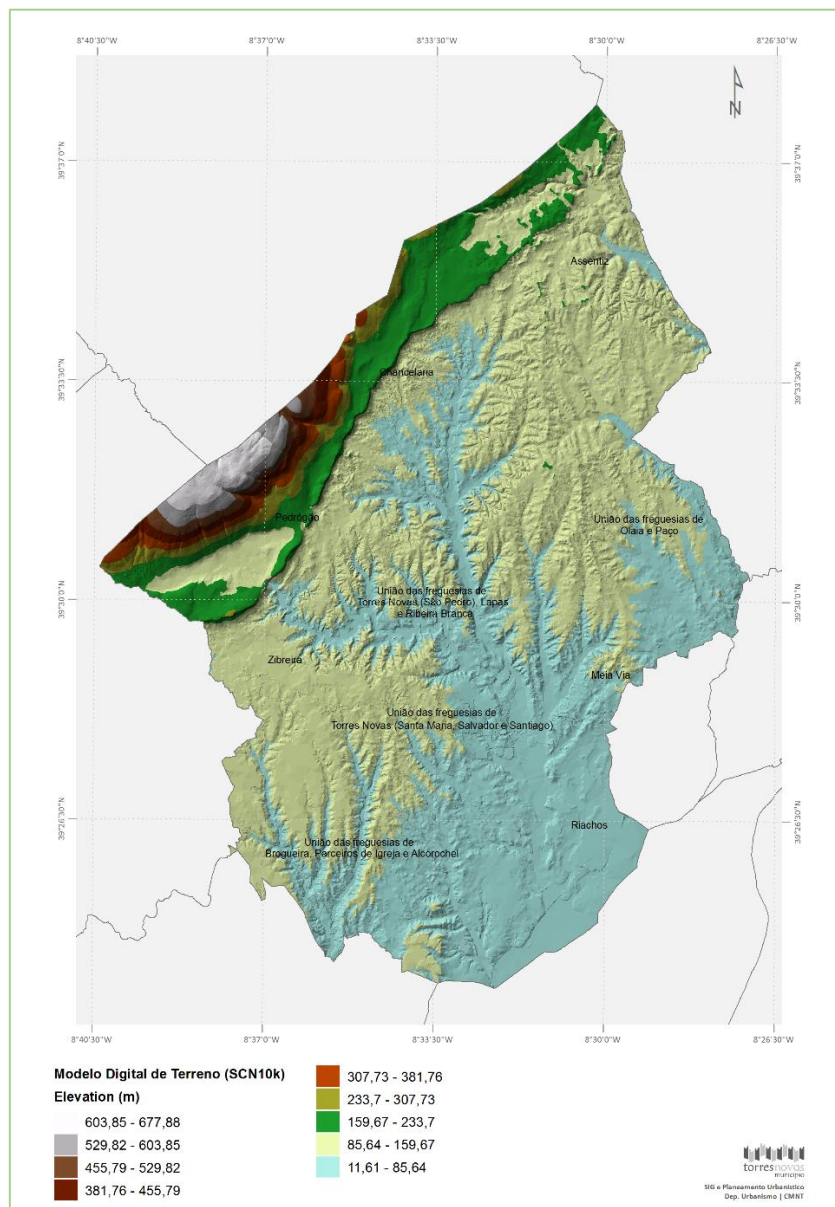 8°40'30"W
8°37'0"W
8°33'30"W
8°30'0"W
8°26'30"W
N
39°37'0"N
39°37'0"N
Assentiz
39°33'30"N
Chancelaria
39°33'30"N
Pedrógão
União das freguesias de
Olaia e Paço
39°30'0"N
União das freguesias de
Torres Novas (São Pedro), Lapas
e Ribeira Branca
39°30'0"N
Zibreira
Meia Via
União das freguesias de
Torres Novas (Santa Maria, Salvador e Santiago)
39°26'30"N
Riachos
39°26'30"N
União das freguesias de
Brogueira, Parceiros de Igreja e Alcorochel
8°40'30"W
8°37'0"W
8°33'30"W
8°30'0"W
8°26'30"W
Modelo Digital de Terreno (SCN10k)
Elevation (m)
603,85 - 677,88
529,82 - 603,85
455,79 - 529,82
381,76 - 455,79
307,73 - 381,76
233,7 - 307,73
159,67 - 233,7
85,64 - 159,67
11,61 - 85,64
torresnovas
município
SIG e Planeamento Urbanístico
Dep. Urbanismo | CMNT